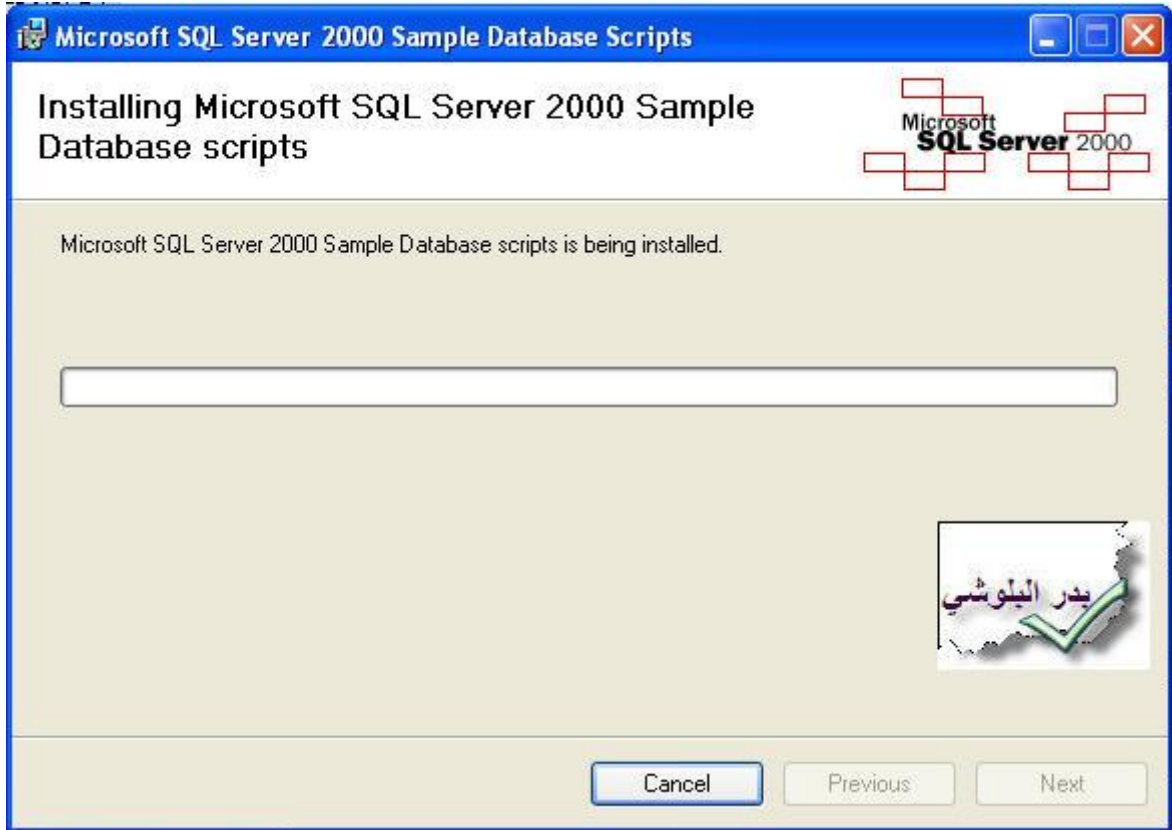 Microsoft SQL Server 2000 Sample Database Scripts
Installing Microsoft SQL Server 2000 Sample
Database scripts
Microsoft
SQL Server 2000
Microsoft SQL Server 2000 Sample Database scripts is being installed.
بدر البلوشي
Cancel
Previous
Next